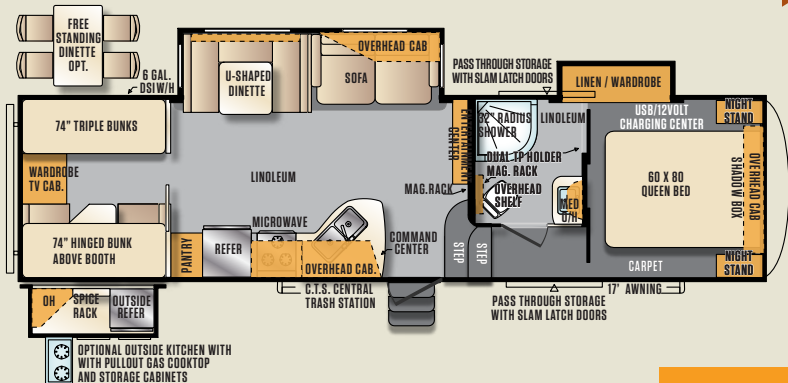 FREE
STANDING
DINETTE
OPT.
6 GAL.
DSI W/H
U-SHAPED
DINETTE
OVERHEAD CAB
SOFA
PASS THROUGH STORAGE
WITH SLAM LATCH DOORS
LINEN / WARDROBE
74" TRIPLE BUNKS
WARDROBE
TV CAB.
74" HINGED BUNK
ABOVE BOOTH
LINOLEUM
ENTERTAINMENT
CENTER
32" RADIUS
SHOWER
LINOLEUM
DUAL TP HOLDER
MAG. RACK
MAG.RACK
OVERHEAD
SHELF
MED
O/H
USB/12VOLT
CHARGING CENTER
NIGHT
STAND
60 X 80
QUEEN BED
OVERHEAD CAB
SHADOW BOX
NIGHT
STAND
CARPET
MICROWAVE
PANTRY
REFER
OVERHEAD CAB.
COMMAND
CENTER
STEP
STEP
C.T.S. CENTRAL
TRASH STATION
PASS THROUGH STORAGE
WITH SLAM LATCH DOORS
17' AWNING
OH
SPICE
RACK
OUTSIDE
REFER
OPTIONAL OUTSIDE KITCHEN WITH
WITH PULLOUT GAS COOKTOP
AND STORAGE CABINETS